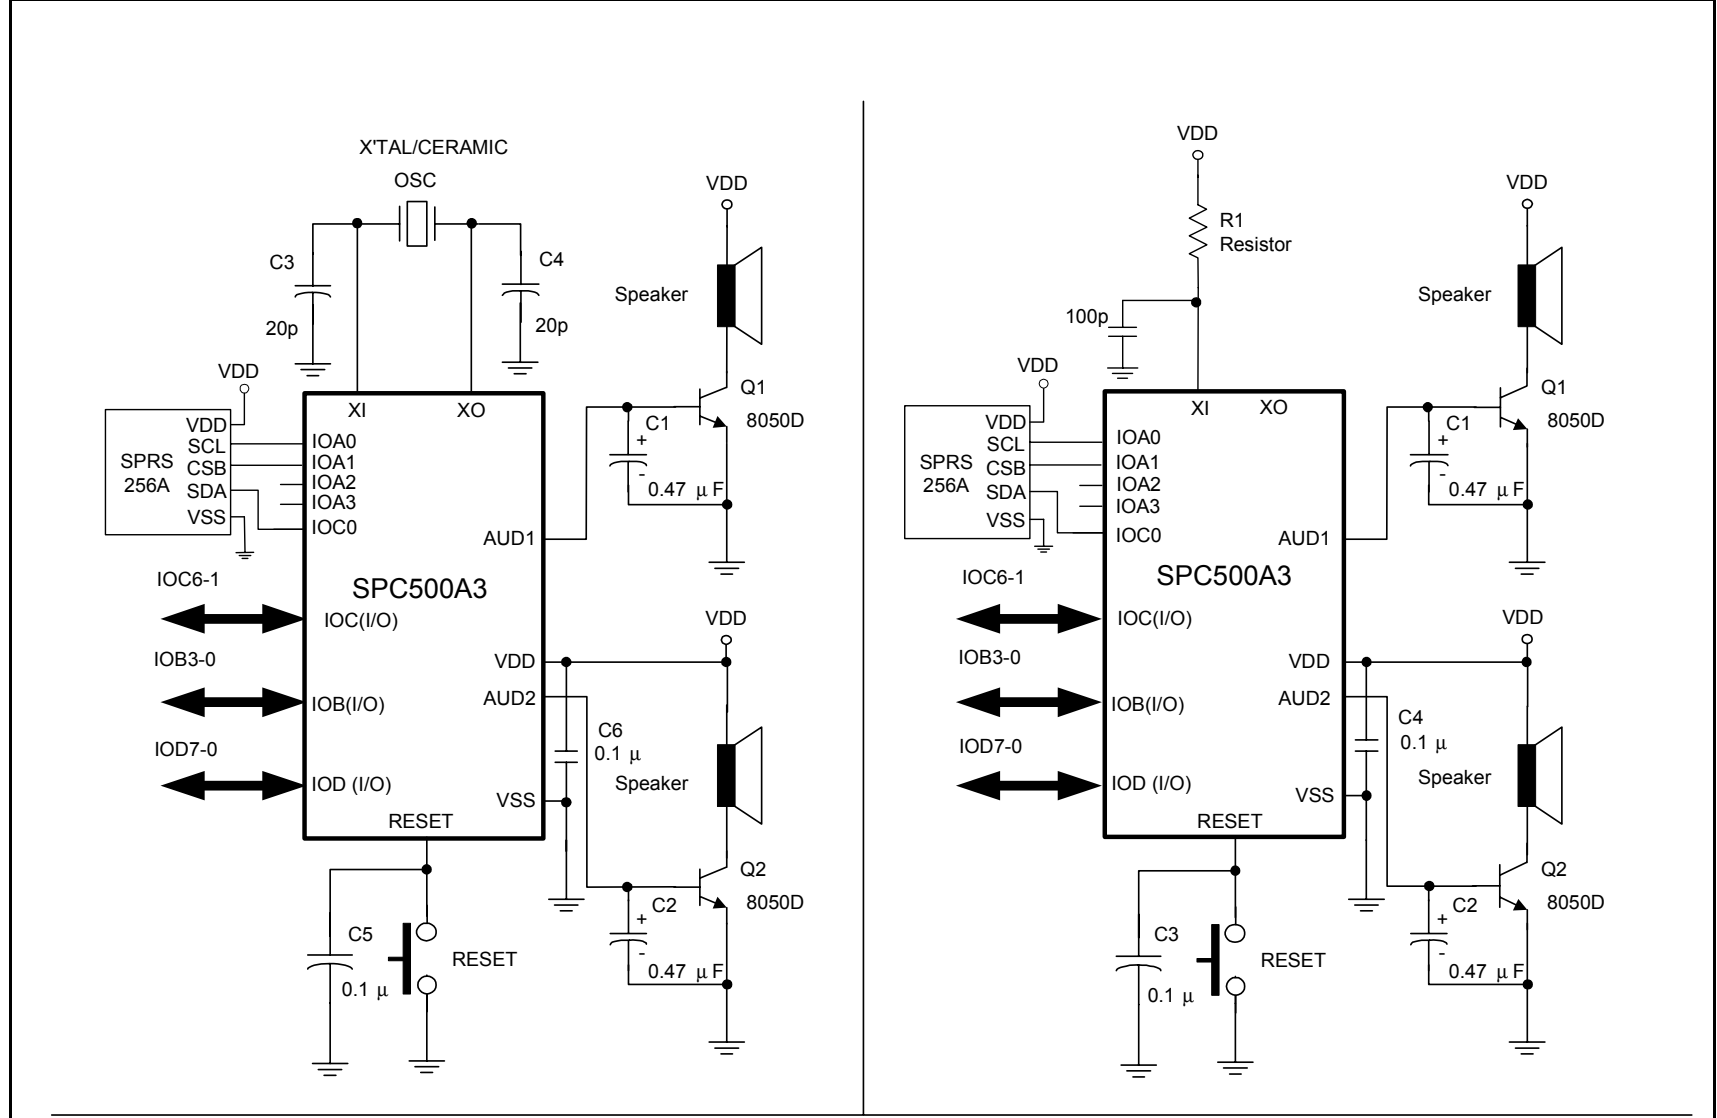 X'TAL/CERAMIC
OSC
C3
20p
C4
20p
VDD
Speaker
Q1
8050D
C1
+
-
0.47 μ F
VDD
SPRS
256A
VDD
SCL
CSB
SDA
VSS
XI
XO
IOA0
IOA1
IOA2
IOA3
IOC0
AUD1
SPC500A3
IOC6-1
IOC(I/O)
IOB3-0
IOB(I/O)
IOD7-0
IOD (I/O)
VDD
AUD2
VSS
RESET
VDD
C6
0.1 μ
Speaker
Q2
8050D
C2
+
-
0.47 μ F
C5
0.1 μ
RESET
VDD
R1
Resistor
100p
VDD
Speaker
Q1
8050D
C1
+
-
0.47 μ F
VDD
SPRS
256A
VDD
SCL
CSB
SDA
VSS
XI
XO
IOA0
IOA1
IOA2
IOA3
IOC0
AUD1
SPC500A3
IOC6-1
IOC(I/O)
IOB3-0
IOB(I/O)
IOD7-0
IOD (I/O)
VDD
AUD2
VSS
RESET
VDD
C4
0.1 μ
Speaker
Q2
8050D
C2
+
-
0.47 μ F
C3
0.1 μ
RESET